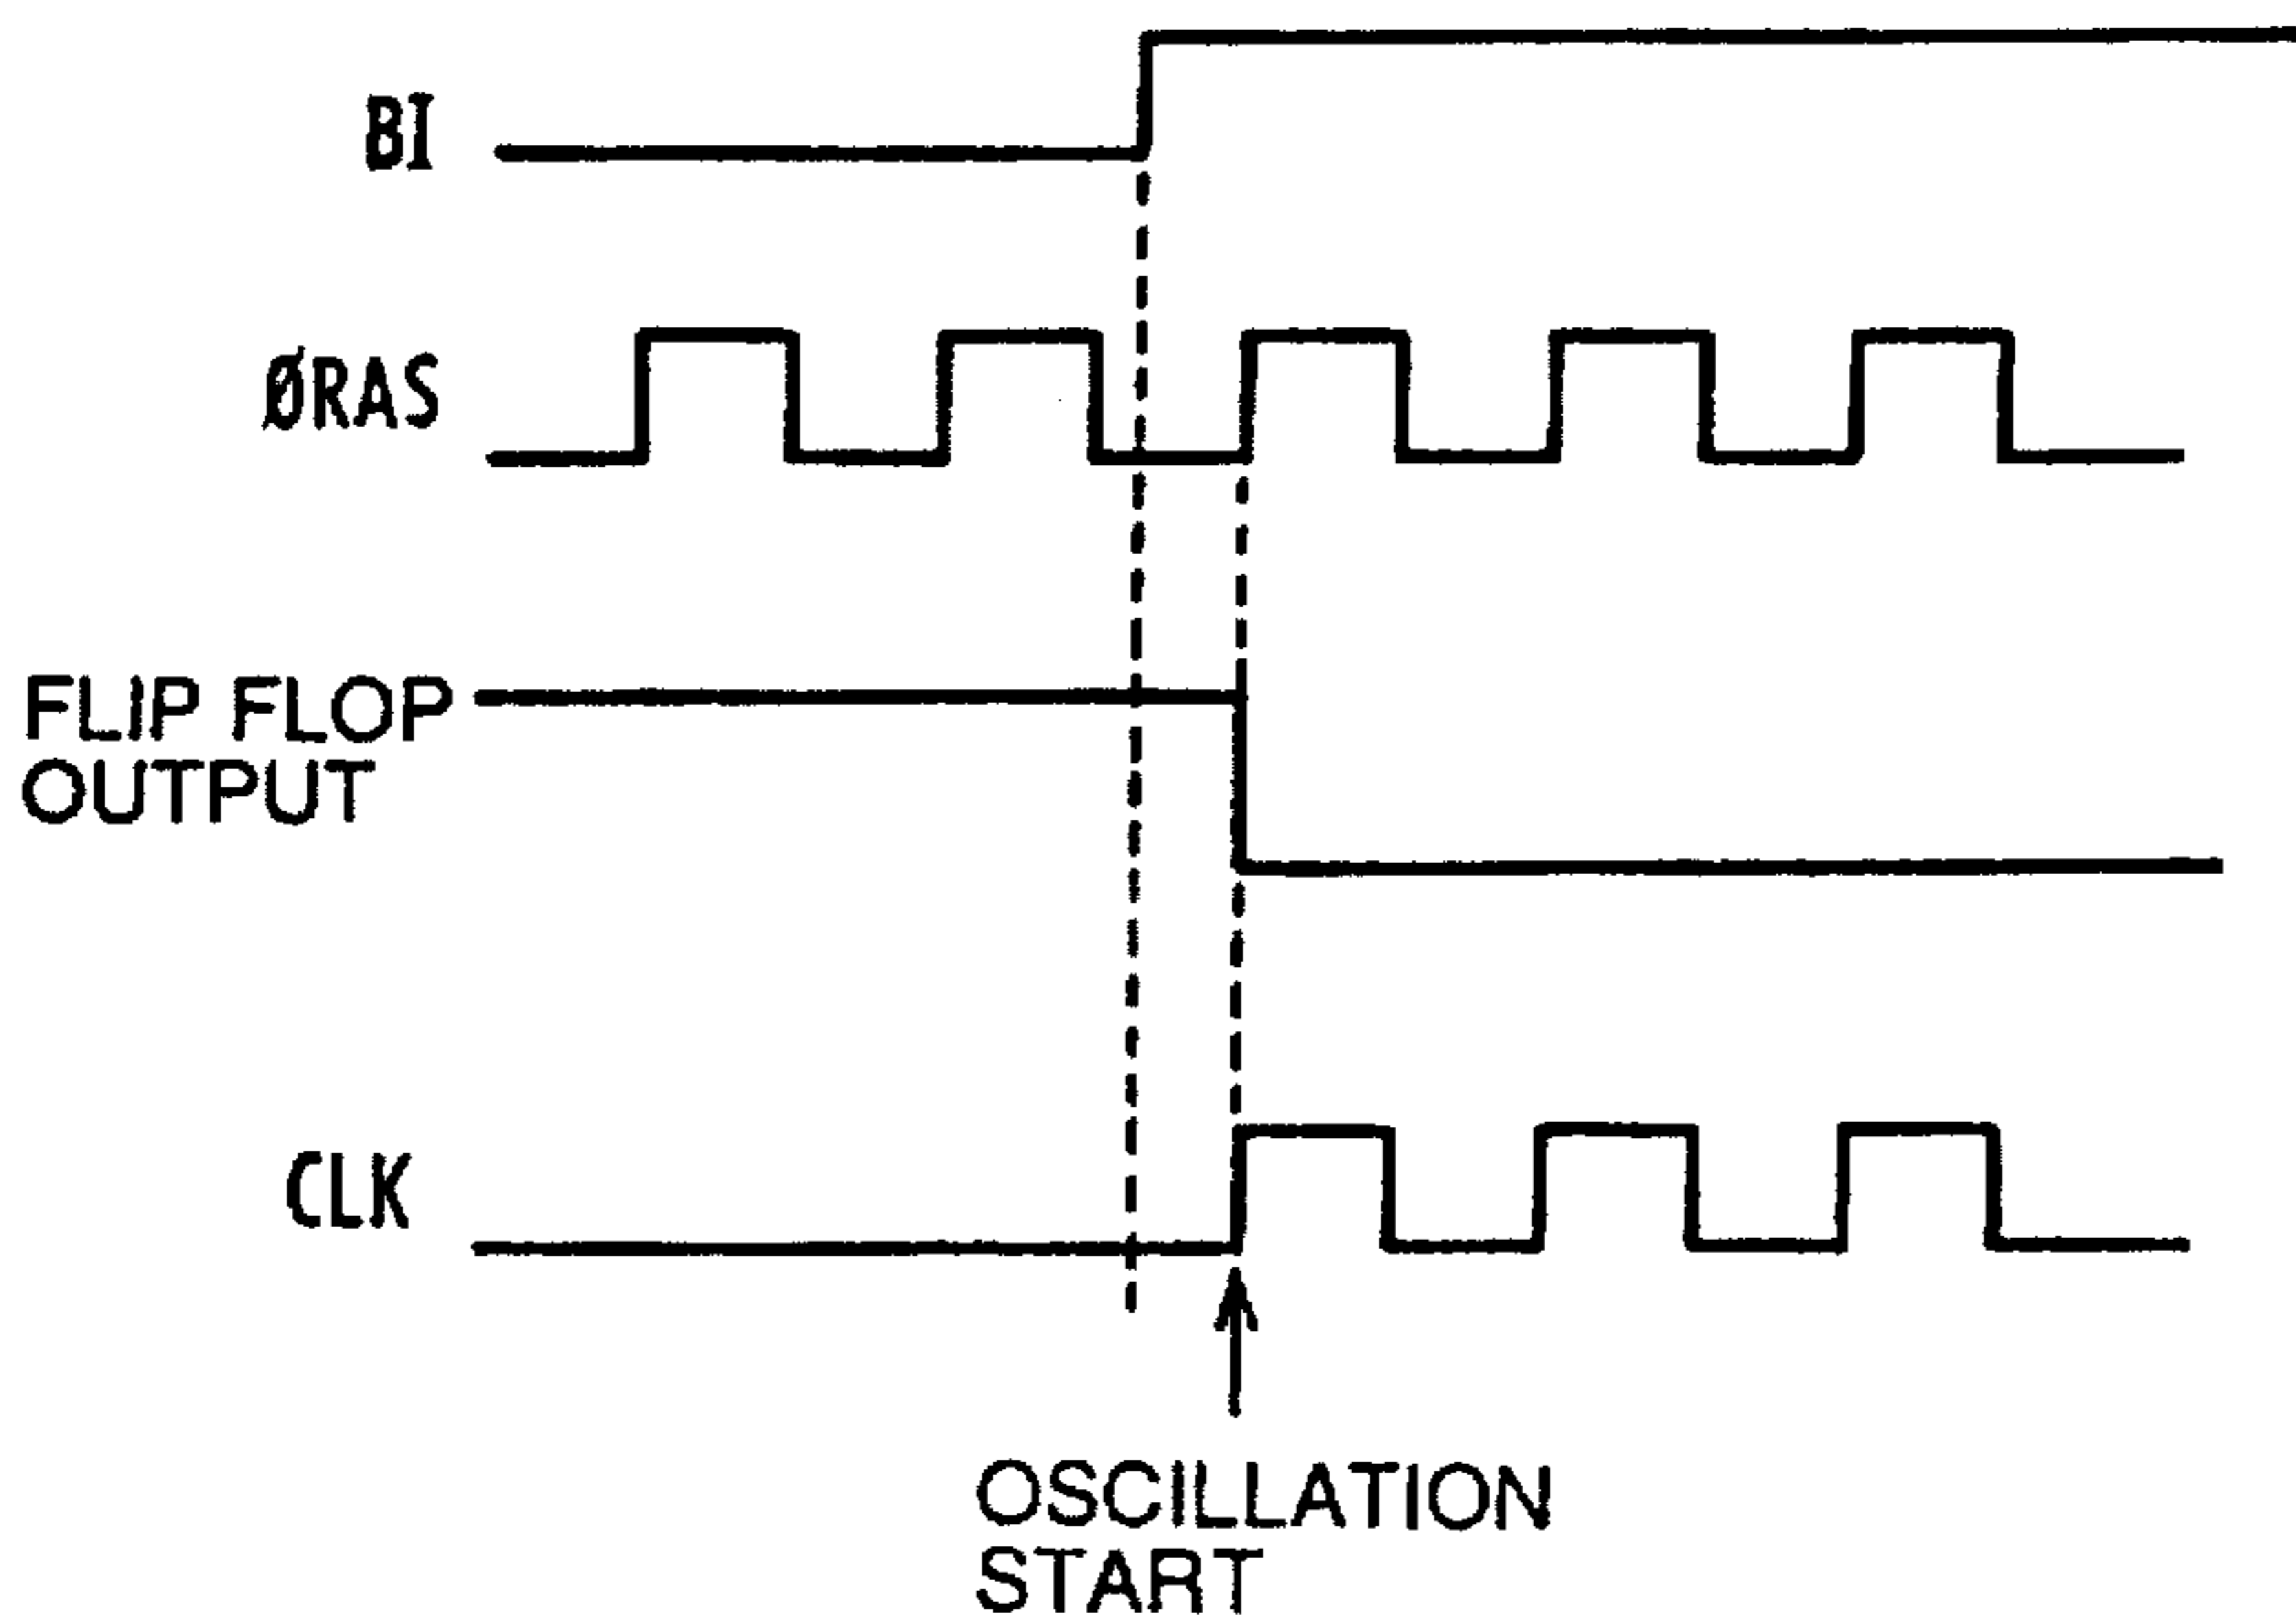 BI
ØRAS
FLIP FLOP
OUTPUT
CLK
OSCILLATION
START